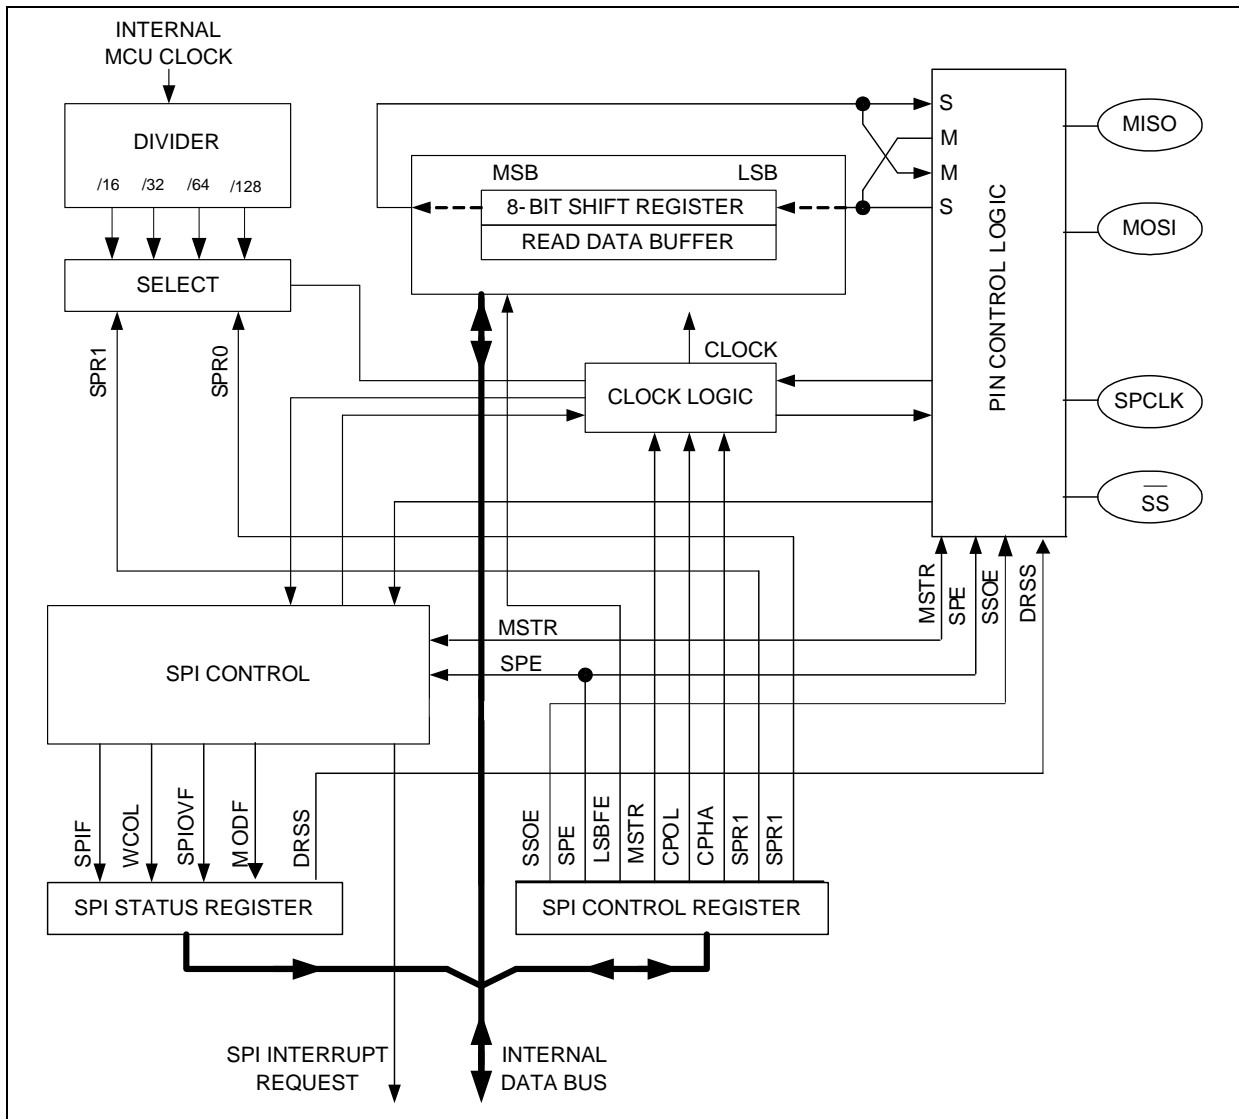 INTERNAL
MCU CLOCK
DIVIDER
/16 /32 /64 /128
SELECT
SPR1
SPR0
MSB LSB
8-BIT SHIFT REGISTER
READ DATA BUFFER
CLOCK
CLOCK LOGIC
S
M
M
S
PIN CONTROL LOGIC
MISO
MOSI
SPCLK
SS
MSTR
SPE
SSOE
DRSS
SPI CONTROL
MSTR
SPE
SPIF
WCOL
SPIOVF
MODF
DRSS
SPI STATUS REGISTER
SSOE
SPE
LSBFE
MSTR
CPOL
CPHA
SPR1
SPR1
SPI CONTROL REGISTER
SPI INTERRUPT
REQUEST
INTERNAL
DATA BUS